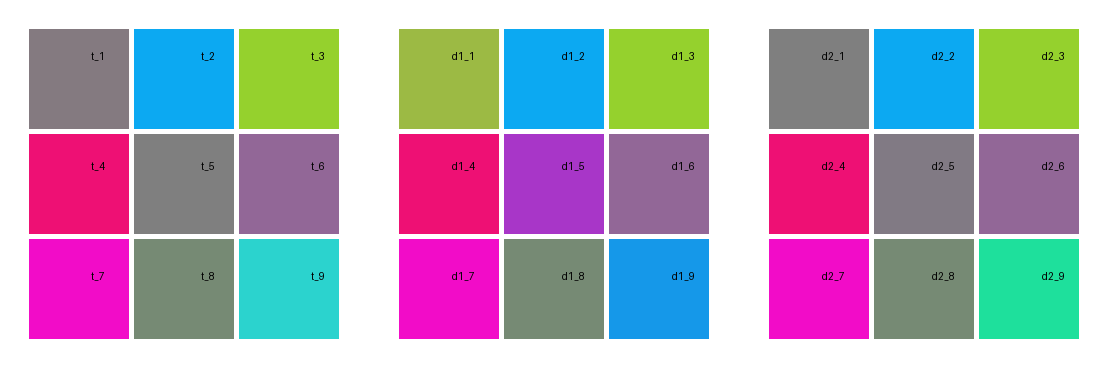 t_1 t_2 t_3 d1_1 d1_2 d1_3 d2_1 d2_2 d2_3
t_4 t_5 t_6 d1_4 d1_5 d1_6 d2_4 d2_5 d2_6
t_7 t_8 t_9 d1_7 d1_8 d1_9 d2_7 d2_8 d2_9